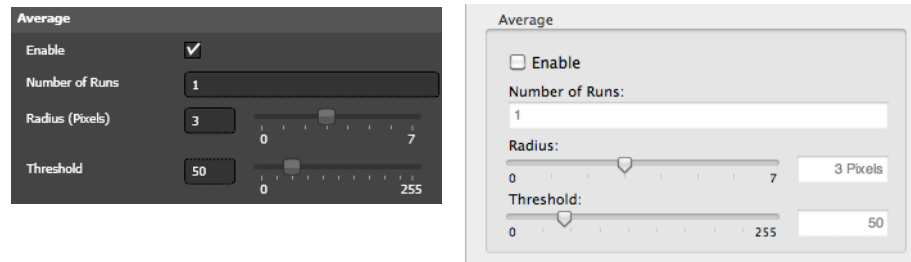 Average
Enable
Number of Runs 1
Radius (Pixels) 3
0 7
Threshold 50
0 255
Average
Enable
Number of Runs:
1
Radius:
0 7 3 Pixels
Threshold:
0 255 50